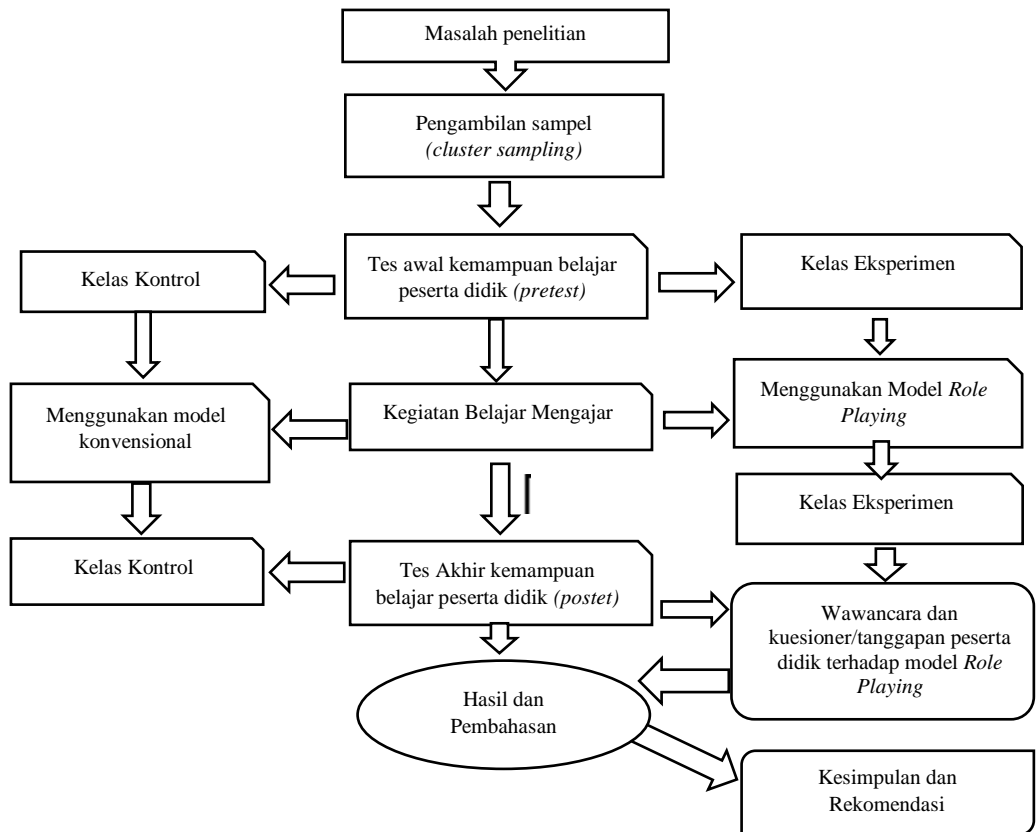 Masalah penelitian
Pengambilan sampel
(cluster sampling)
Kelas Kontrol
Tes awal kemampuan belajar
peserta didik (pretest)
Kelas Eksperimen
Menggunakan model
konvensional
Kegiatan Belajar Mengajar
Menggunakan Model Role
Playing
Kelas Eksperimen
Kelas Kontrol
Tes Akhir kemampuan
belajar peserta didik (postet)
Wawancara dan
kuesioner/tanggapan peserta
didik terhadap model Role
Playing
Hasil dan
Pembahasan
Kesimpulan dan
Rekomendasi